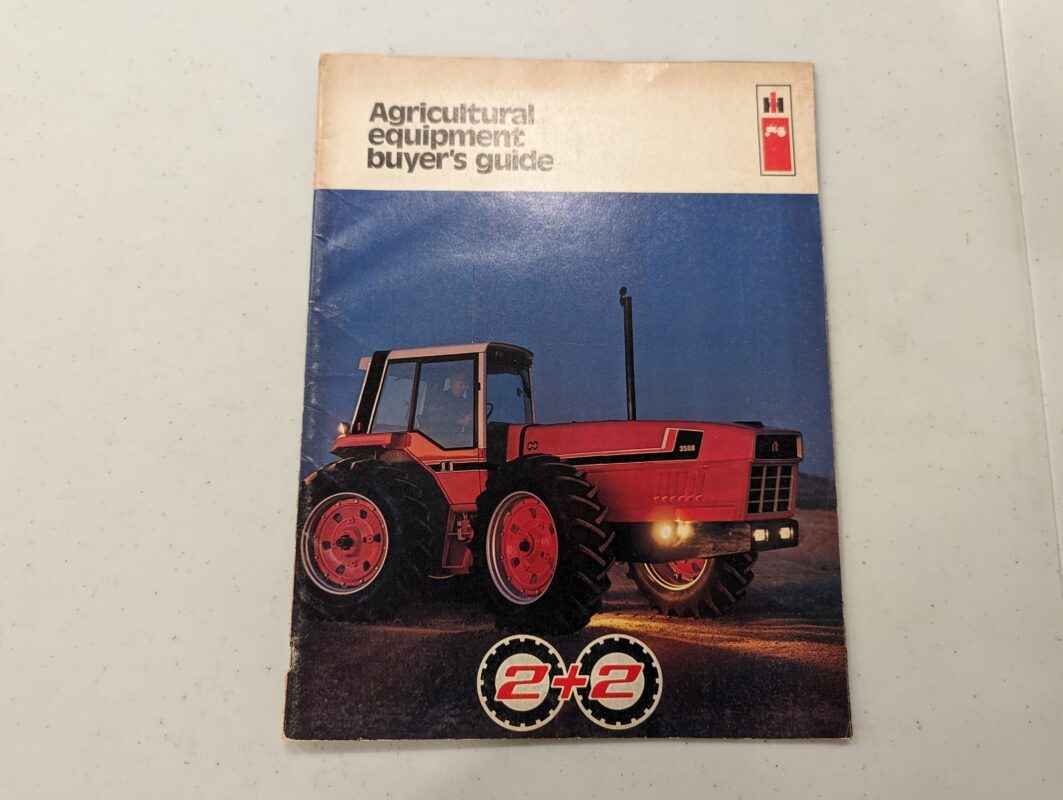 Agricultural
equipment
buyer's guide
IH
3588
2+2